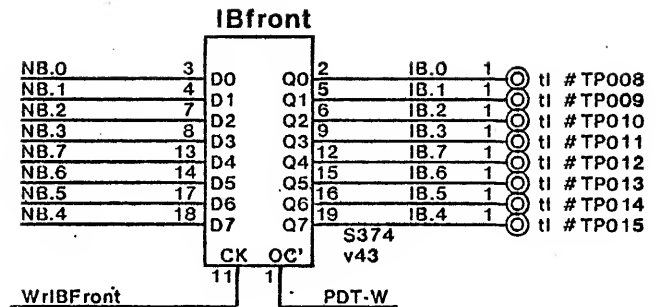 IBfront
NB.0 3 D0 Q0 2 IB.0 1 tl #TP008
NB.1 4 D1 Q1 5 IB.1 1 tl #TP009
NB.2 7 D2 Q2 6 IB.2 1 tl #TP010
NB.3 8 D3 Q3 9 IB.3 1 tl #TP011
NB.7 13 D4 Q4 12 IB.7 1 tl #TP012
NB.6 14 D5 Q5 15 IB.6 1 tl #TP013
NB.5 17 D6 Q6 16 IB.5 1 tl #TP014
NB.4 18 D7 Q7 19 IB.4 1 tl #TP015
S374
CK OC' v43
11 1
WrIBFront PDT-W